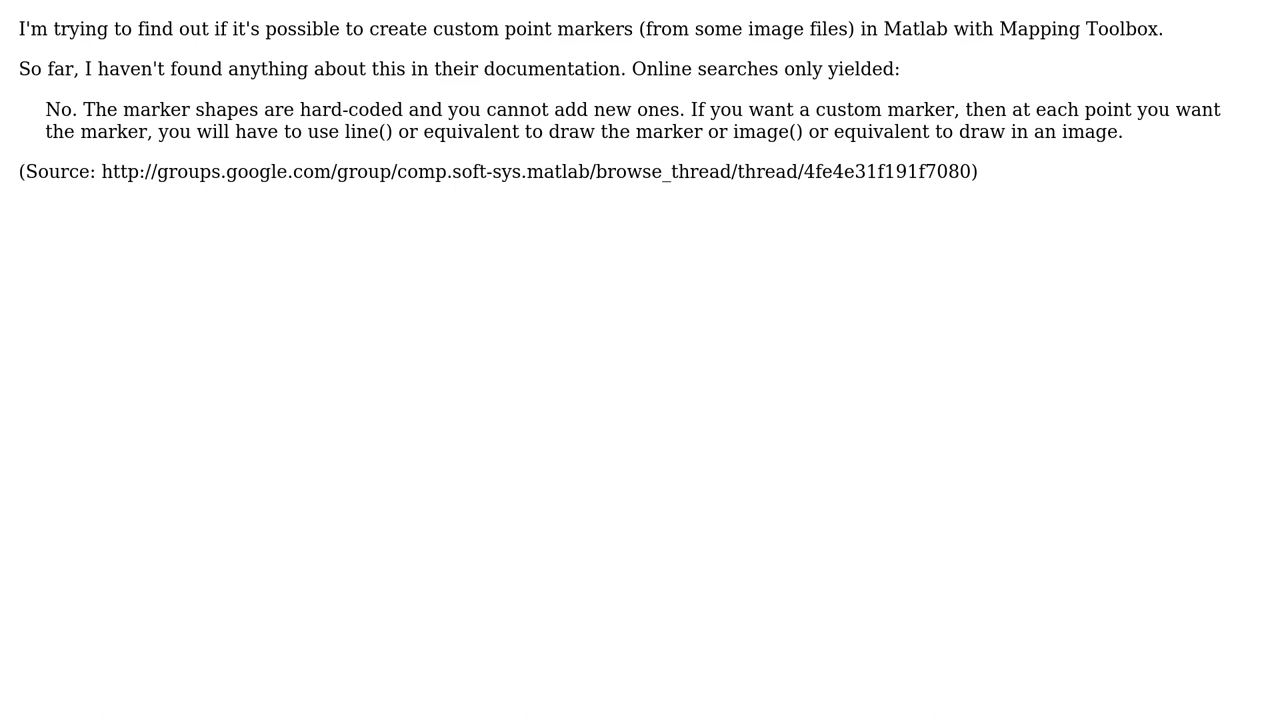 I'm trying to find out if it's possible to create custom point markers (from some image files) in Matlab with Mapping Toolbox.
So far, I haven't found anything about this in their documentation. Online searches only yielded:
No. The marker shapes are hard-coded and you cannot add new ones. If you want a custom marker, then at each point you want
the marker, you will have to use line() or equivalent to draw the marker or image() or equivalent to draw in an image.
(Source: http://groups.google.com/group/comp.soft-sys.matlab/browse_thread/thread/4fe4e31f191f7080)